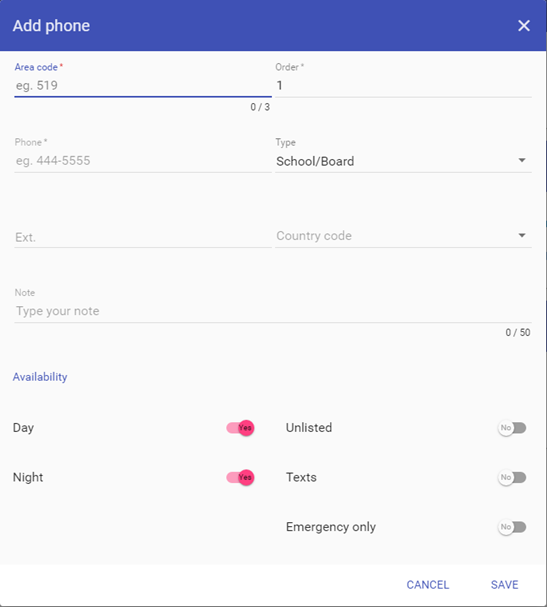 Add phone
Area code * Order *
eg. 519 1
0 / 3
Phone * Type
eg. 444-5555 School/Board
Ext. Country code
Note
Type your note
0 / 50
Availability
Day Yes Unlisted No
Night Yes Texts No
Emergency only No
CANCEL SAVE